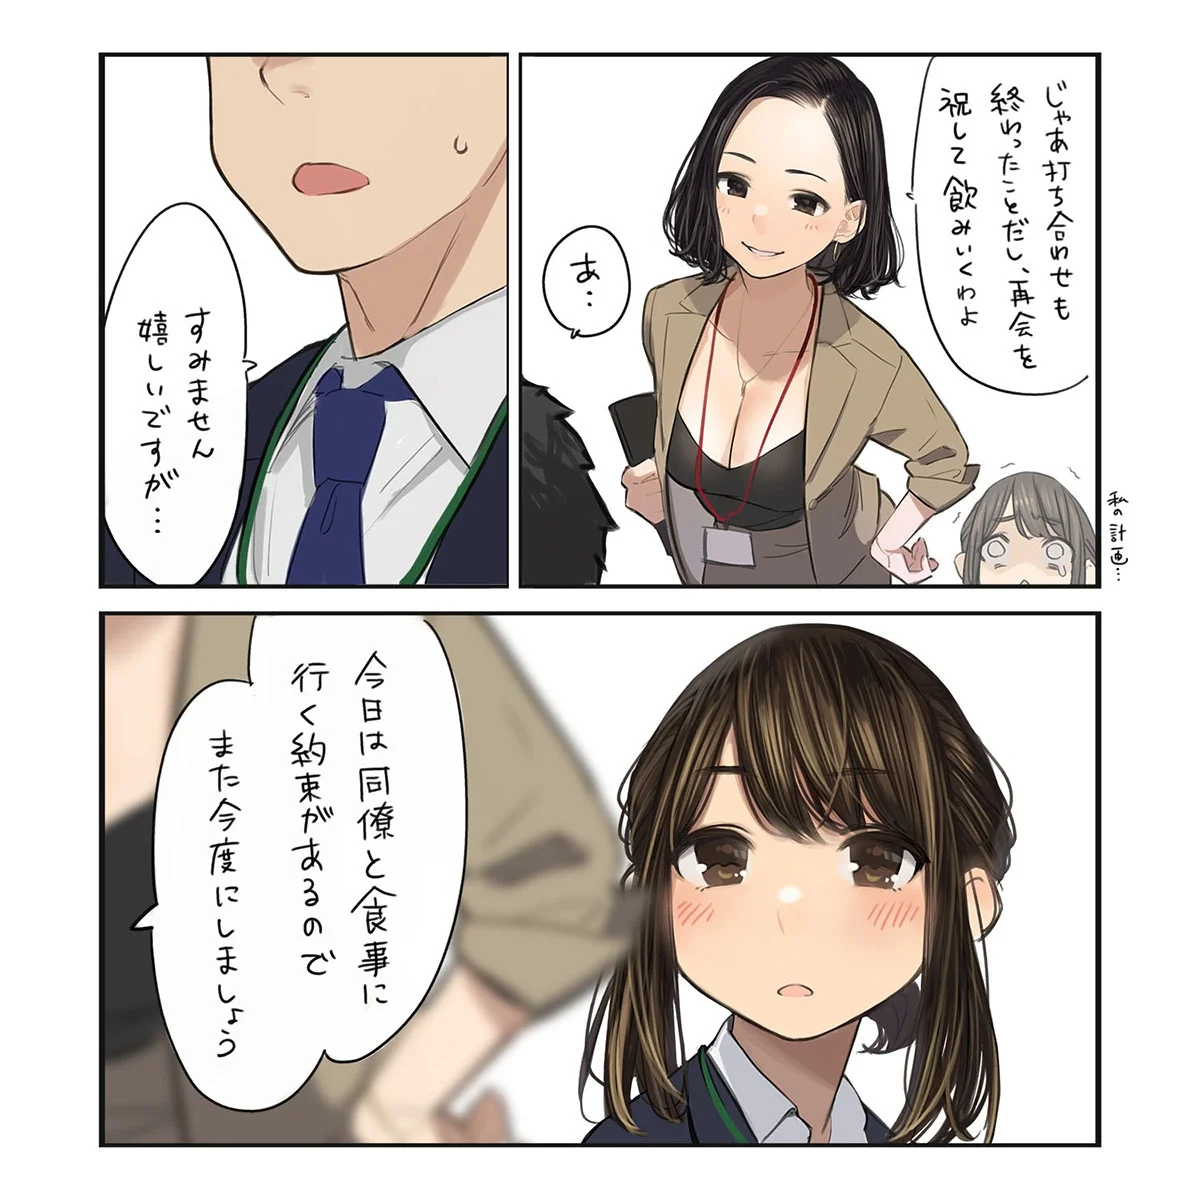 じゃあ打ち合わせも
終わったことだし、再会を
祝して飲みいくわよ
あ…
私の計画…
すみません
嬉しいですが…
今日は同僚と食事に
行く約束があるので
また今度にしましょう